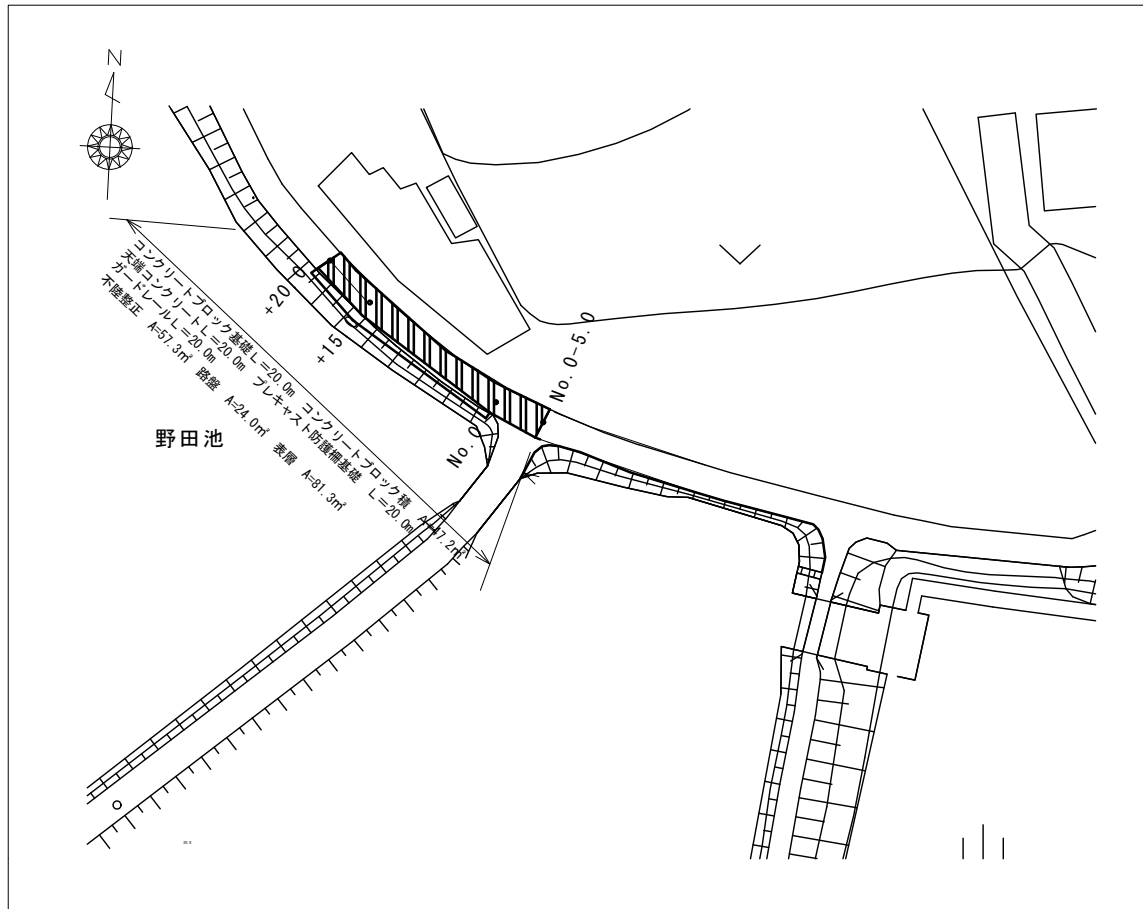 N
コンクリートブロック基礎 L=20.0m コンクリートブロック積 A=47.2㎡
天端コンクリート L=20.0m プレキャスト防護柵基礎 L=20.0m
ガードレール L=20.0m
不陸整正 A=57.3㎡ 路盤 A=24.0㎡ 表層 A=81.3㎡
+20
+15
No. 0-5.0
No. 0
野田池